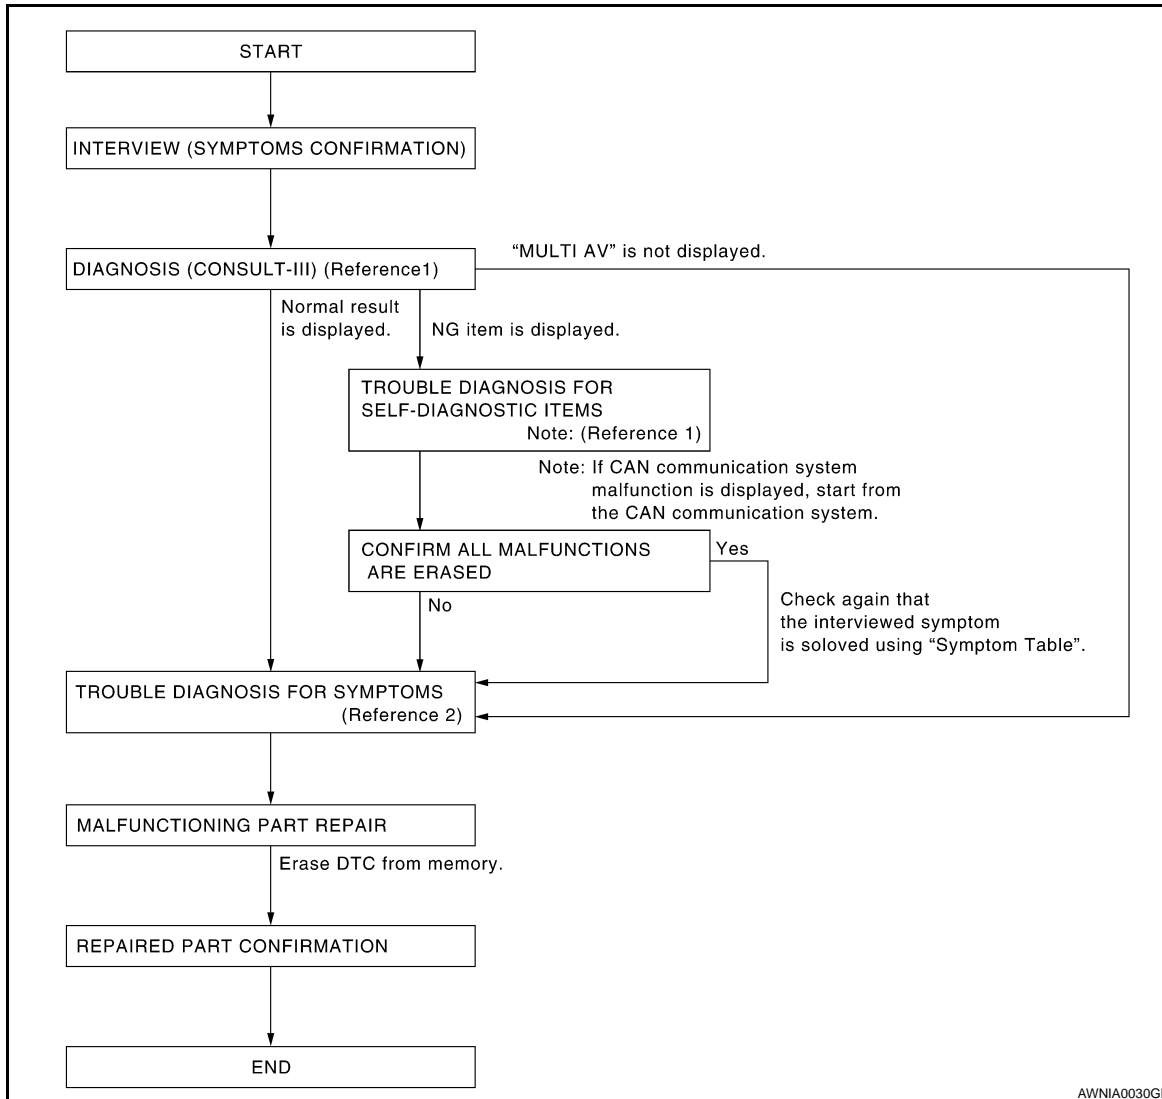 START
INTERVIEW (SYMPTOMS CONFIRMATION)
“MULTI AV” is not displayed.
DIAGNOSIS (CONSULT-III) (Reference1)
Normal result
is displayed.
NG item is displayed.
TROUBLE DIAGNOSIS FOR
SELF-DIAGNOSTIC ITEMS
Note: (Reference 1)
Note: If CAN communication system
malfunction is displayed, start from
the CAN communication system.
CONFIRM ALL MALFUNCTIONS
ARE ERASED
Yes
No
Check again that
the interviewed symptom
is soloved using “Symptom Table”.
TROUBLE DIAGNOSIS FOR SYMPTOMS
(Reference 2)
MALFUNCTIONING PART REPAIR
Erase DTC from memory.
REPAIRED PART CONFIRMATION
END